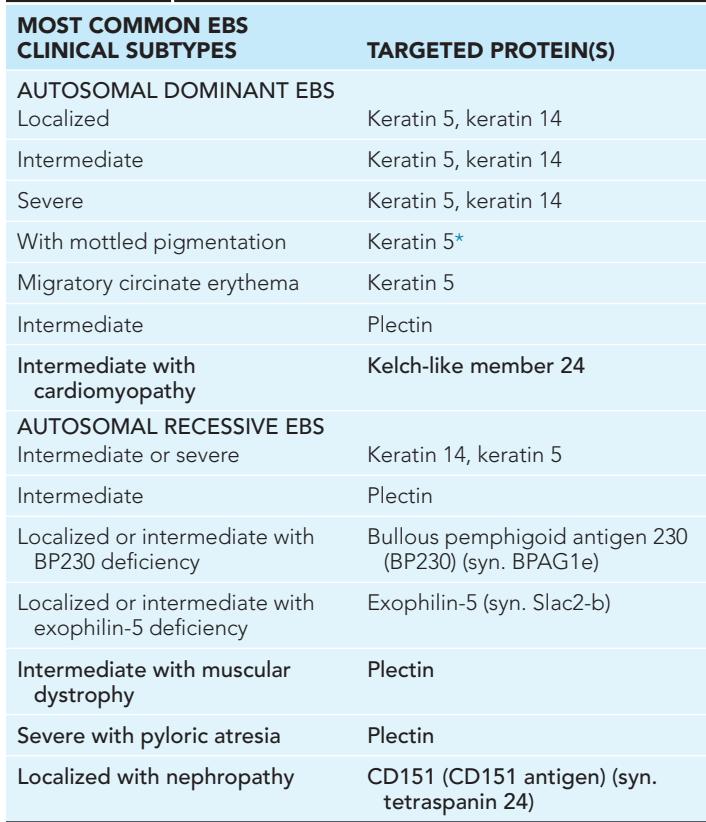 MOST COMMON EBS
CLINICAL SUBTYPES TARGETED PROTEIN(S)
AUTOSOMAL DOMINANT EBS
Localized Keratin 5, keratin 14
Intermediate Keratin 5, keratin 14
Severe Keratin 5, keratin 14
With mottled pigmentation Keratin 5*
Migratory circinate erythema Keratin 5
Intermediate Plectin
Intermediate with Kelch-like member 24
cardiomyopathy
AUTOSOMAL RECESSIVE EBS
Intermediate or severe Keratin 14, keratin 5
Intermediate Plectin
Localized or intermediate with Bullous pemphigoid antigen 230
BP230 deficiency (BP230) (syn. BPAG1e)
Localized or intermediate with Exophilin-5 (syn. Slac2-b)
exophilin-5 deficiency
Intermediate with muscular Plectin
dystrophy
Severe with pyloric atresia Plectin
Localized with nephropathy CD151 (CD151 antigen) (syn.
tetraspanin 24)